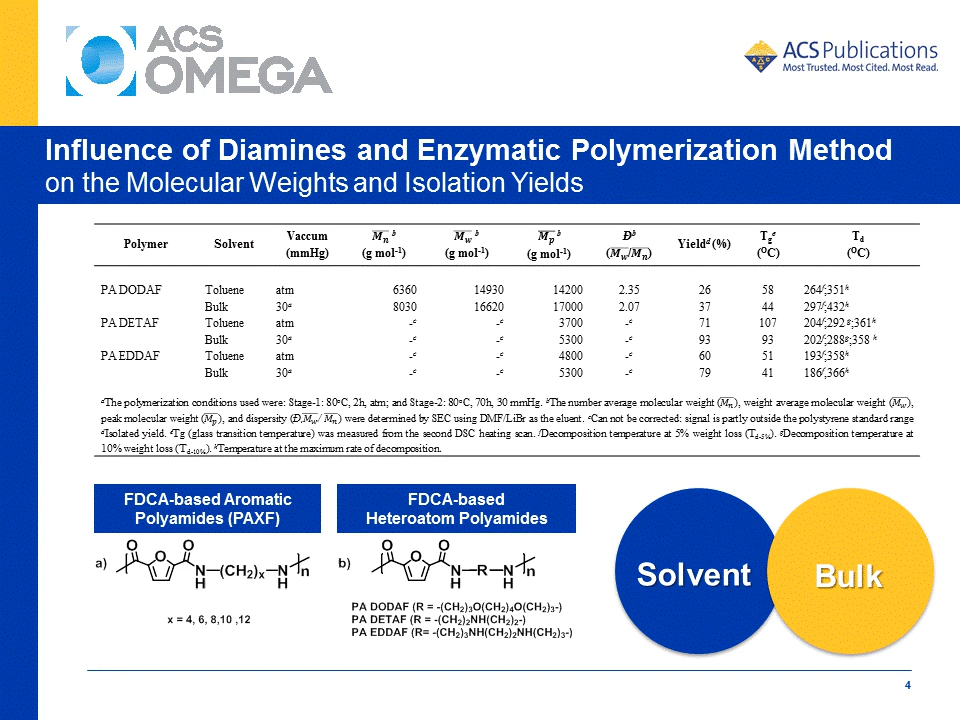 ACS
OMEGA
ACS Publications
Most Trusted. Most Cited. Most Read.
Influence of Diamines and Enzymatic Polymerization Method
on the Molecular Weights and Isolation Yields
Polymer Solvent Vaccum (mmHg) M̅n b (g mol-1) M̅w b (g mol-1) M̅p b (g mol-1) Đb (M̅w/M̅n) Yieldd (%) Tge (OC) Td (OC)
PA DODAF Toluene atm 6360 14930 14200 2.35 26 58 264f;351h
Bulk 30a 8030 16620 17000 2.07 37 44 297f;432h
PA DETAF Toluene atm -c -c 3700 -c 71 107 204f;292g;361h
Bulk 30a -c -c 5300 -c 93 93 202f;288g;358 h
PA EDDAF Toluene atm -c -c 4800 -c 60 51 193f;358h
Bulk 30a -c -c 5300 -c 79 41 186f;366h
aThe polymerization conditions used were: Stage-1: 80oC, 2h, atm; and Stage-2: 80oC, 70h, 30 mmHg. bThe number average molecular weight (M̅n), weight average molecular weight (M̅w),
peak molecular weight (M̅p), and dispersity (Đ,M̅w/ M̅n) were determined by SEC using DMF/LiBr as the eluent. cCan not be corrected: signal is partly outside the polystyrene standard range
dIsolated yield. eTg (glass transition temperature) was measured from the second DSC heating scan. fDecomposition temperature at 5% weight loss (Td-5%). gDecomposition temperature at
10% weight loss (Td-10%). hTemperature at the maximum rate of decomposition.
FDCA-based Aromatic
Polyamides (PAXF)
FDCA-based
Heteroatom Polyamides
a) O O O N H (CH2)x N H n
x = 4, 6, 8,10 ,12
b) O O O N H R N H n
PA DODAF (R = -(CH2)3O(CH2)4O(CH2)3-)
PA DETAF (R = -(CH2)2NH(CH2)2-)
PA EDDAF (R= -(CH2)3NH(CH2)2NH(CH2)3-)
Solvent
Bulk
4